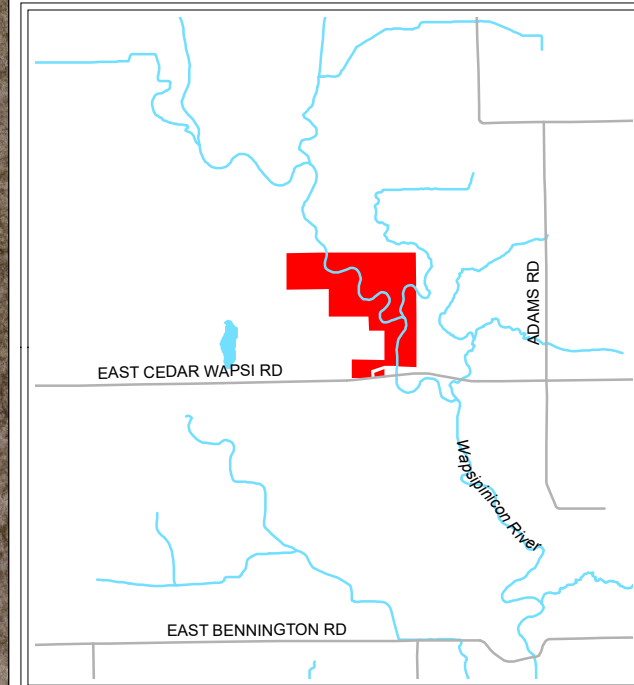 ADAMS RD
EAST CEDAR WAPSI RD
Wapsipinicon River
EAST BENNINGTON RD